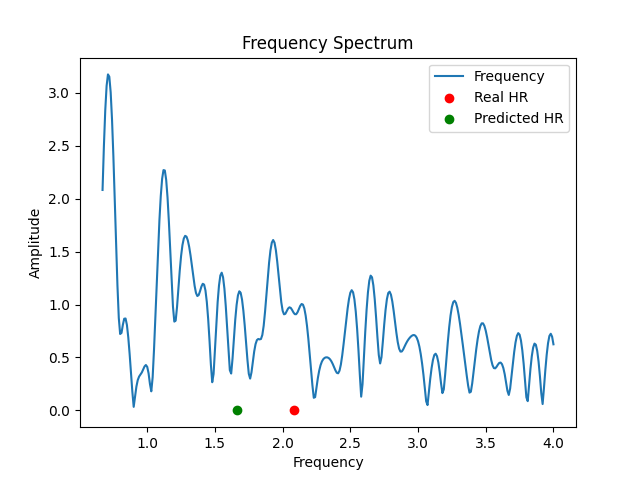 Frequency Spectrum
Frequency
Real HR
Predicted HR
Amplitude
3.0
2.5
2.0
1.5
1.0
0.5
0.0
1.0 1.5 2.0 2.5 3.0 3.5 4.0
Frequency